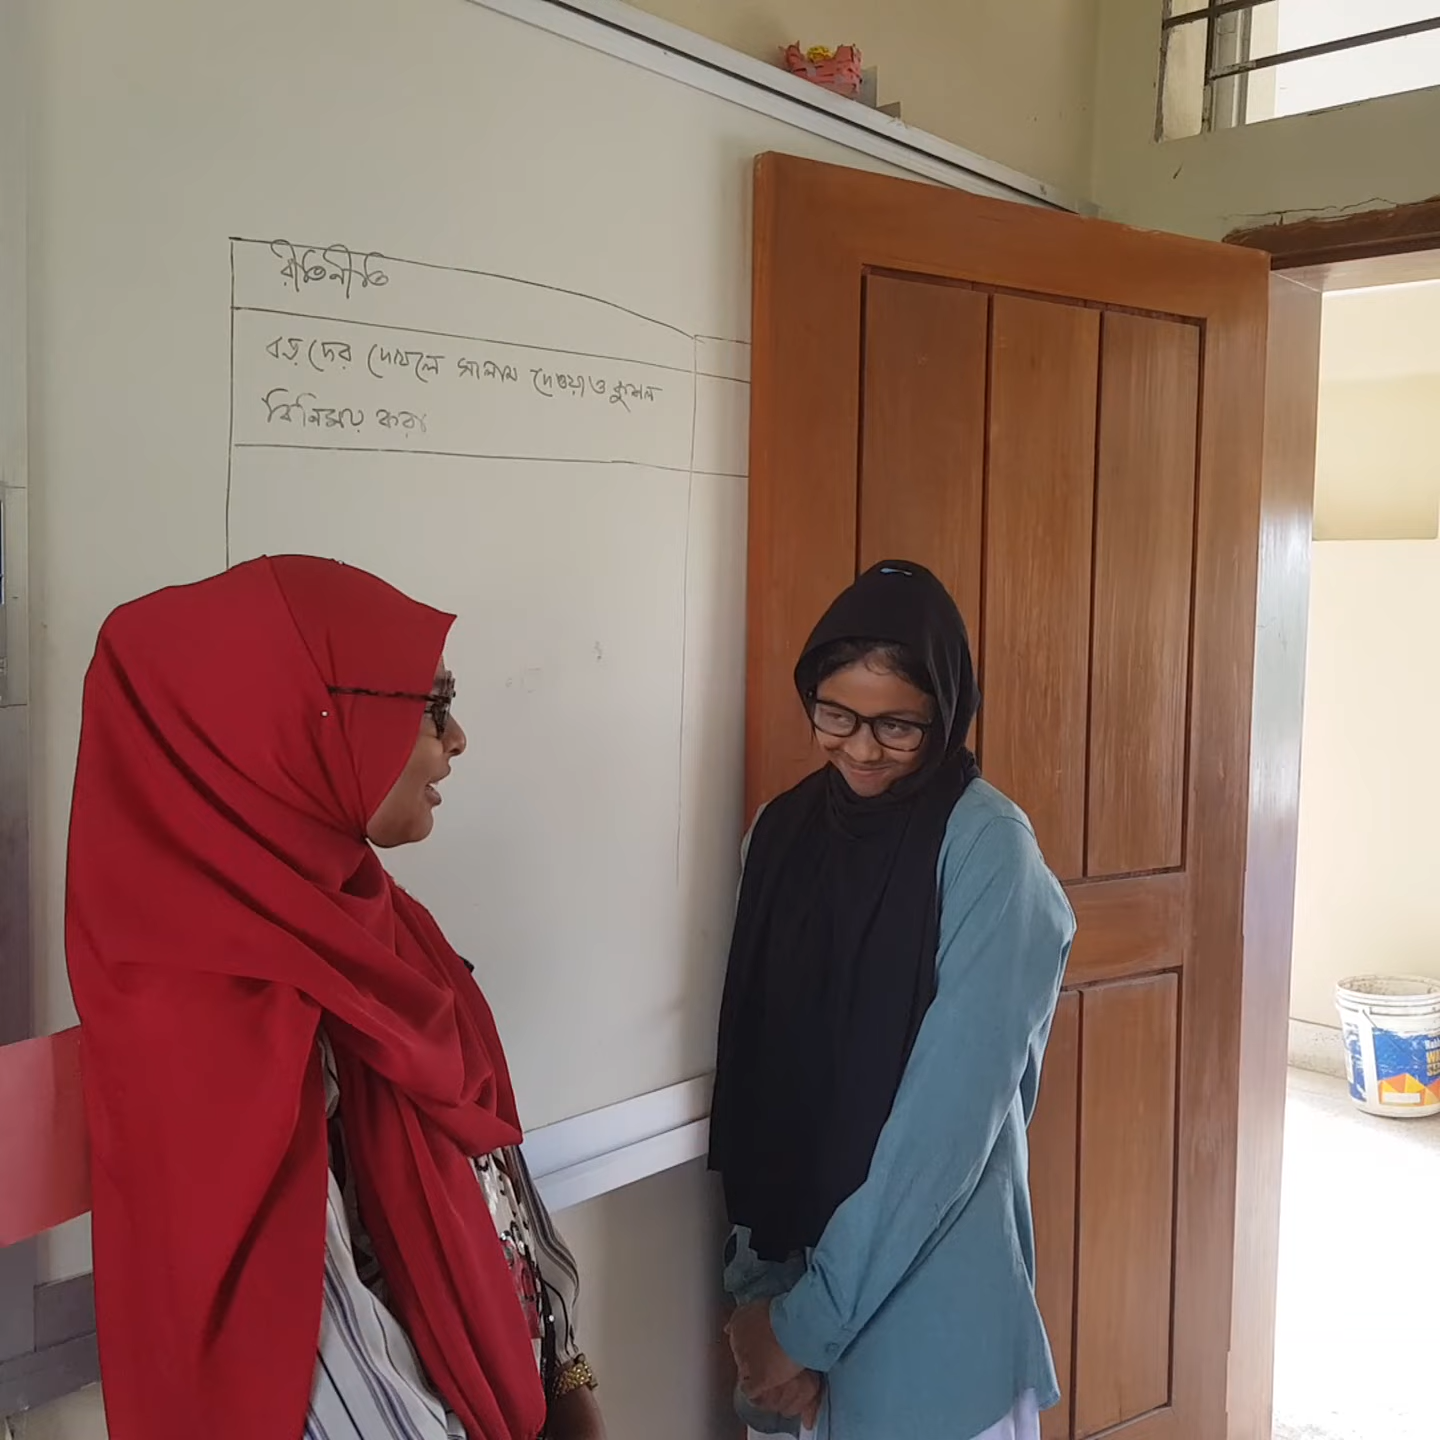 রীতিনীতি
বড়দের দেখলে সালাম দেওয়া ও কুশল
বিনিময় করা